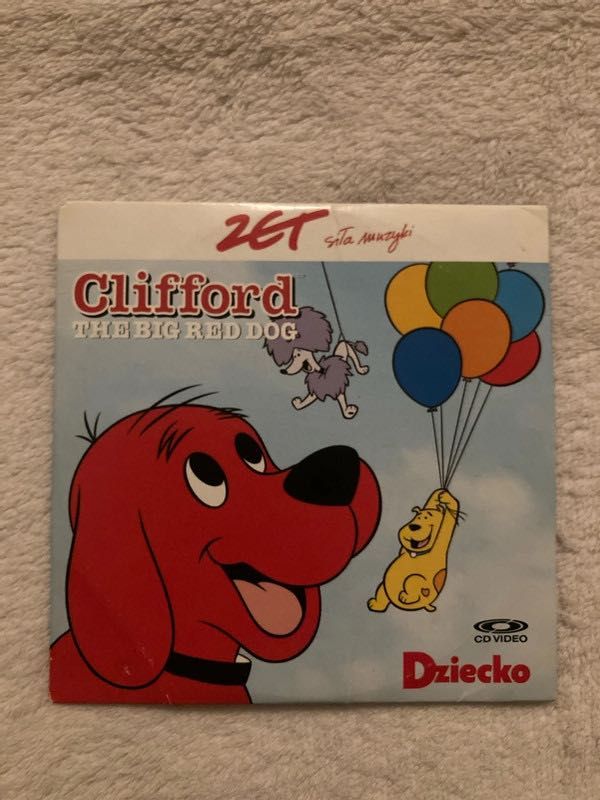 ZET siła muzyki
Clifford
THE BIG RED DOG
CD VIDEO
Dziecko